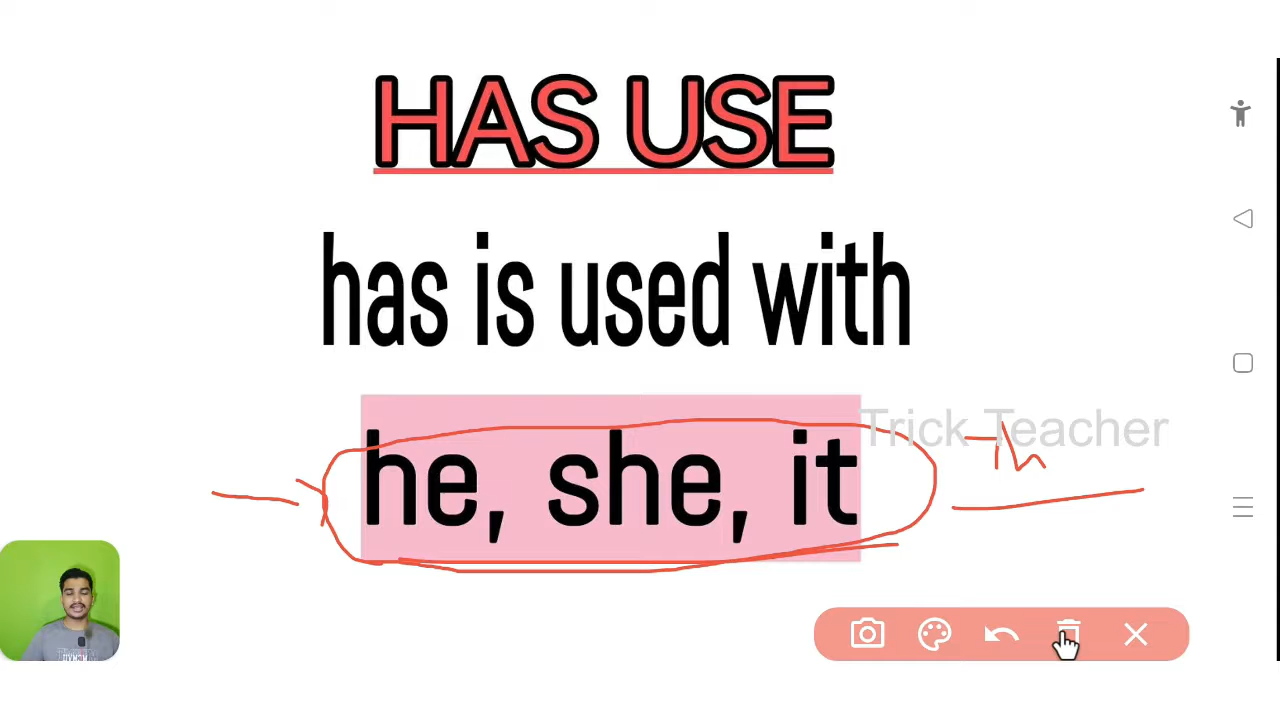 HAS USE
has is used with
he, she, it
Trick Teacher